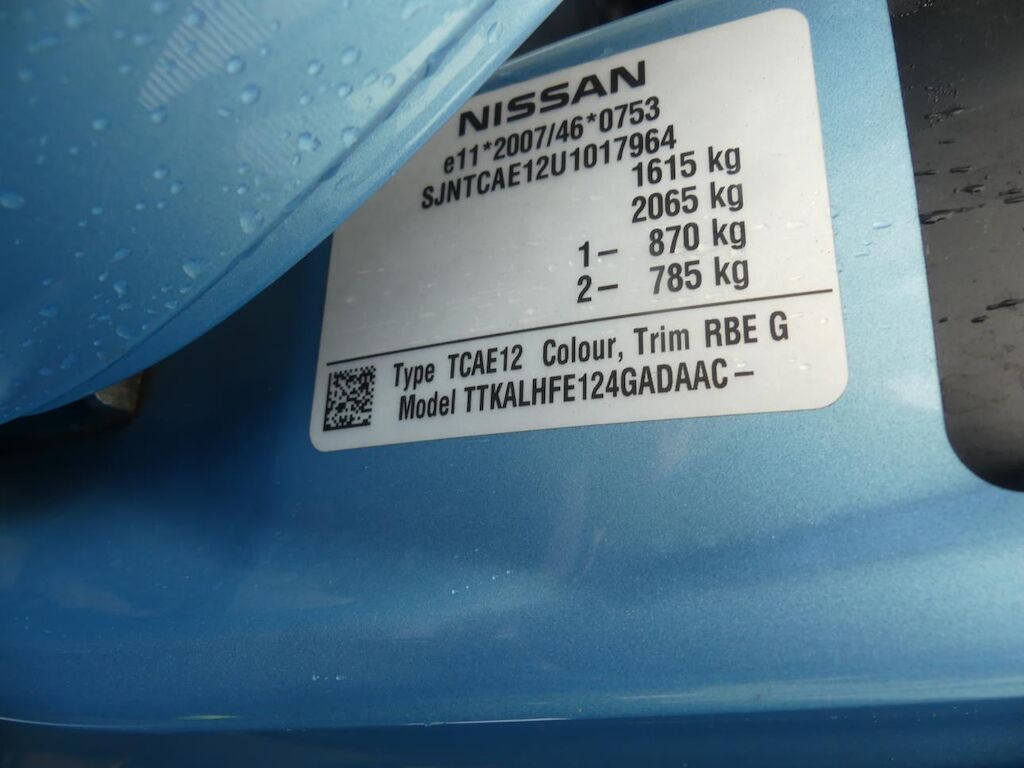 NISSAN
e11*2007/46*0753
SJNTCAE12U1017964
1615 kg
2065 kg
1– 870 kg
2– 785 kg
Type TCAE12 Colour, Trim RBE G
Model TTKALHFE124GADAAC–